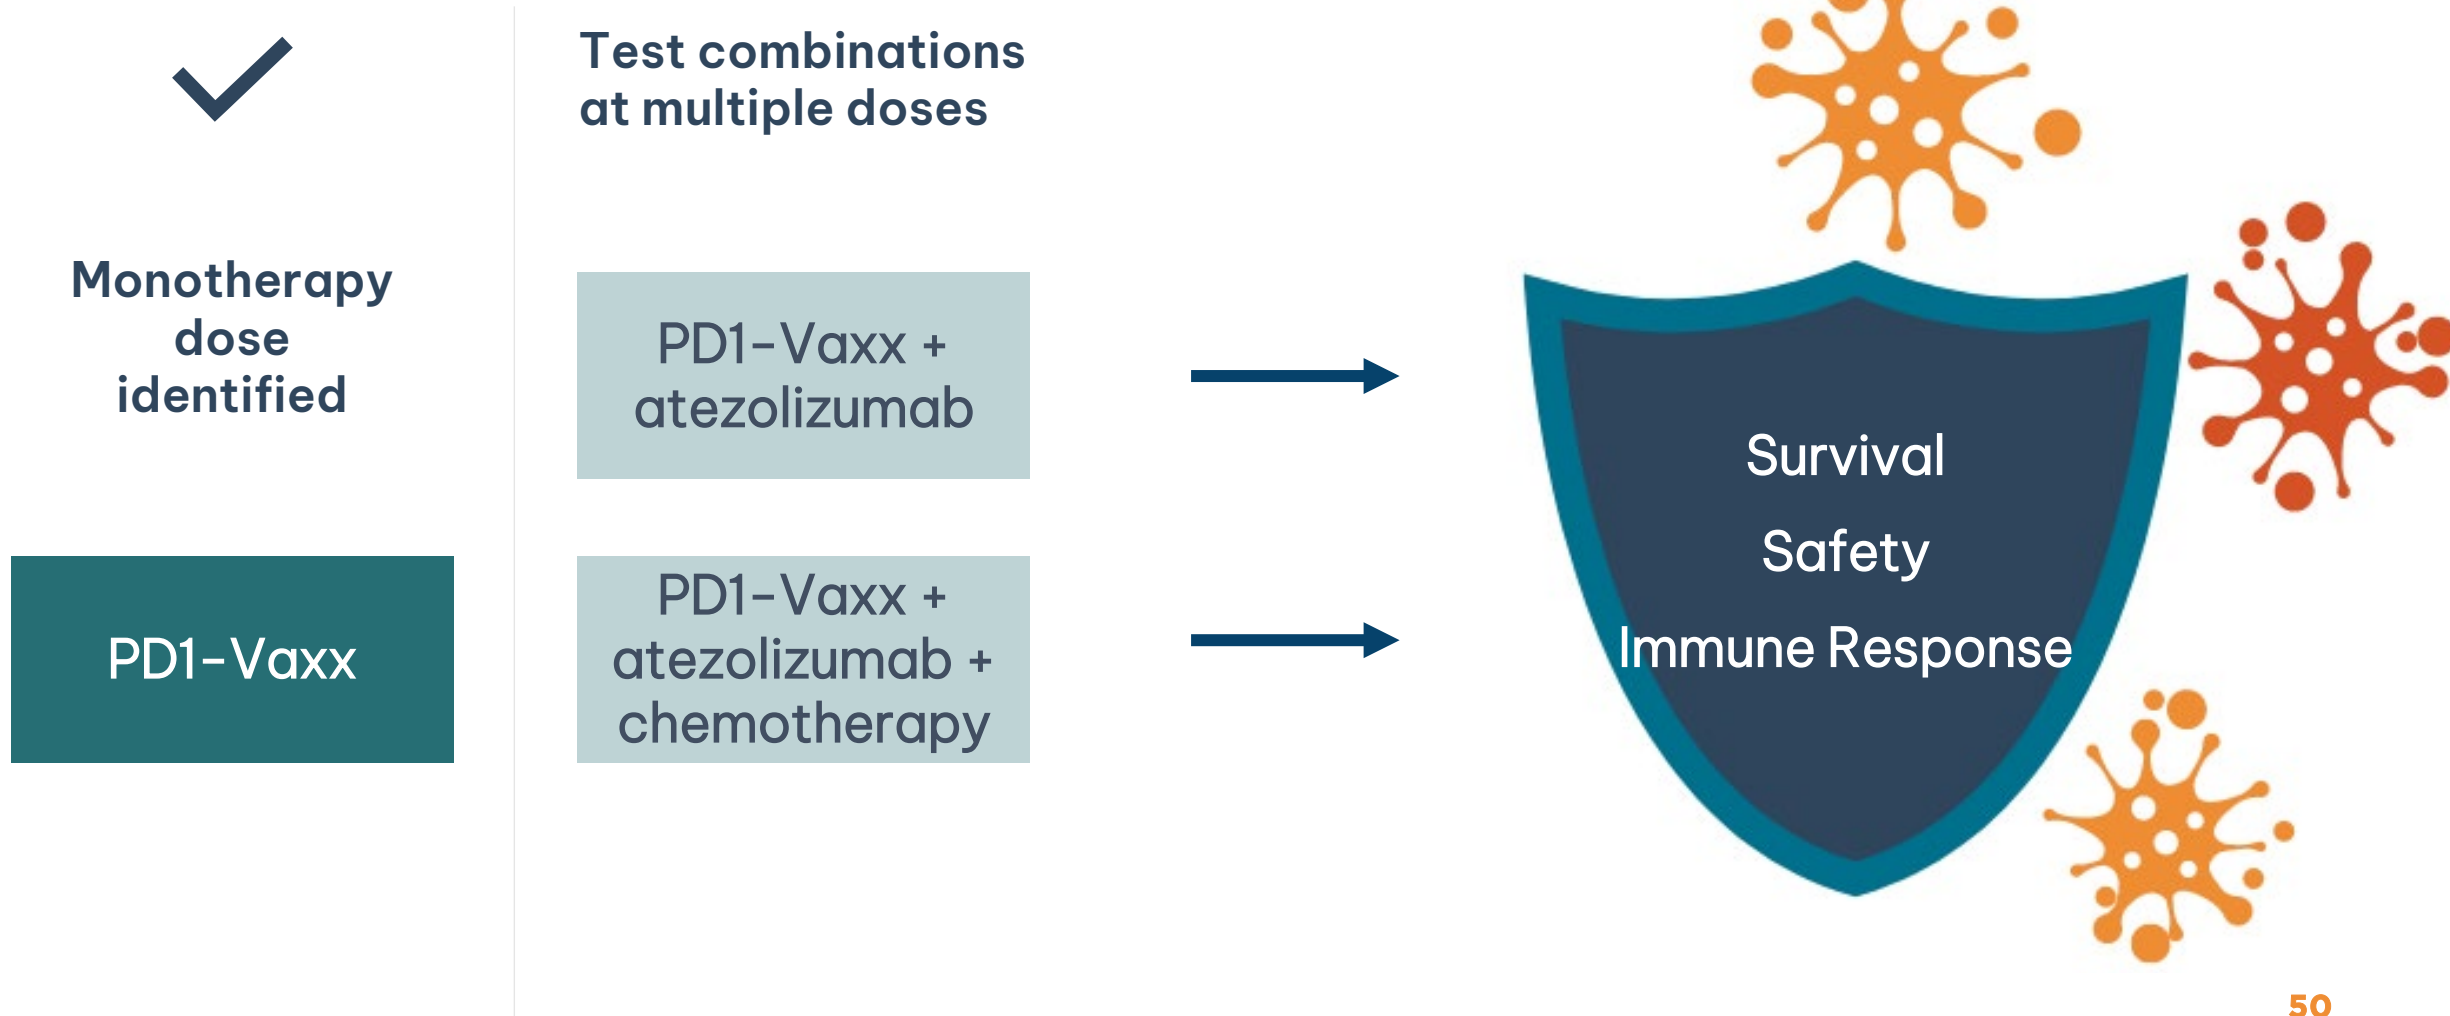 Monotherapy
dose
identified
PD1-Vaxx
Test combinations
at multiple doses
PD1-Vaxx +
atezolizumab
PD1-Vaxx +
atezolizumab +
chemotherapy
Survival
Safety
Immune Response
50